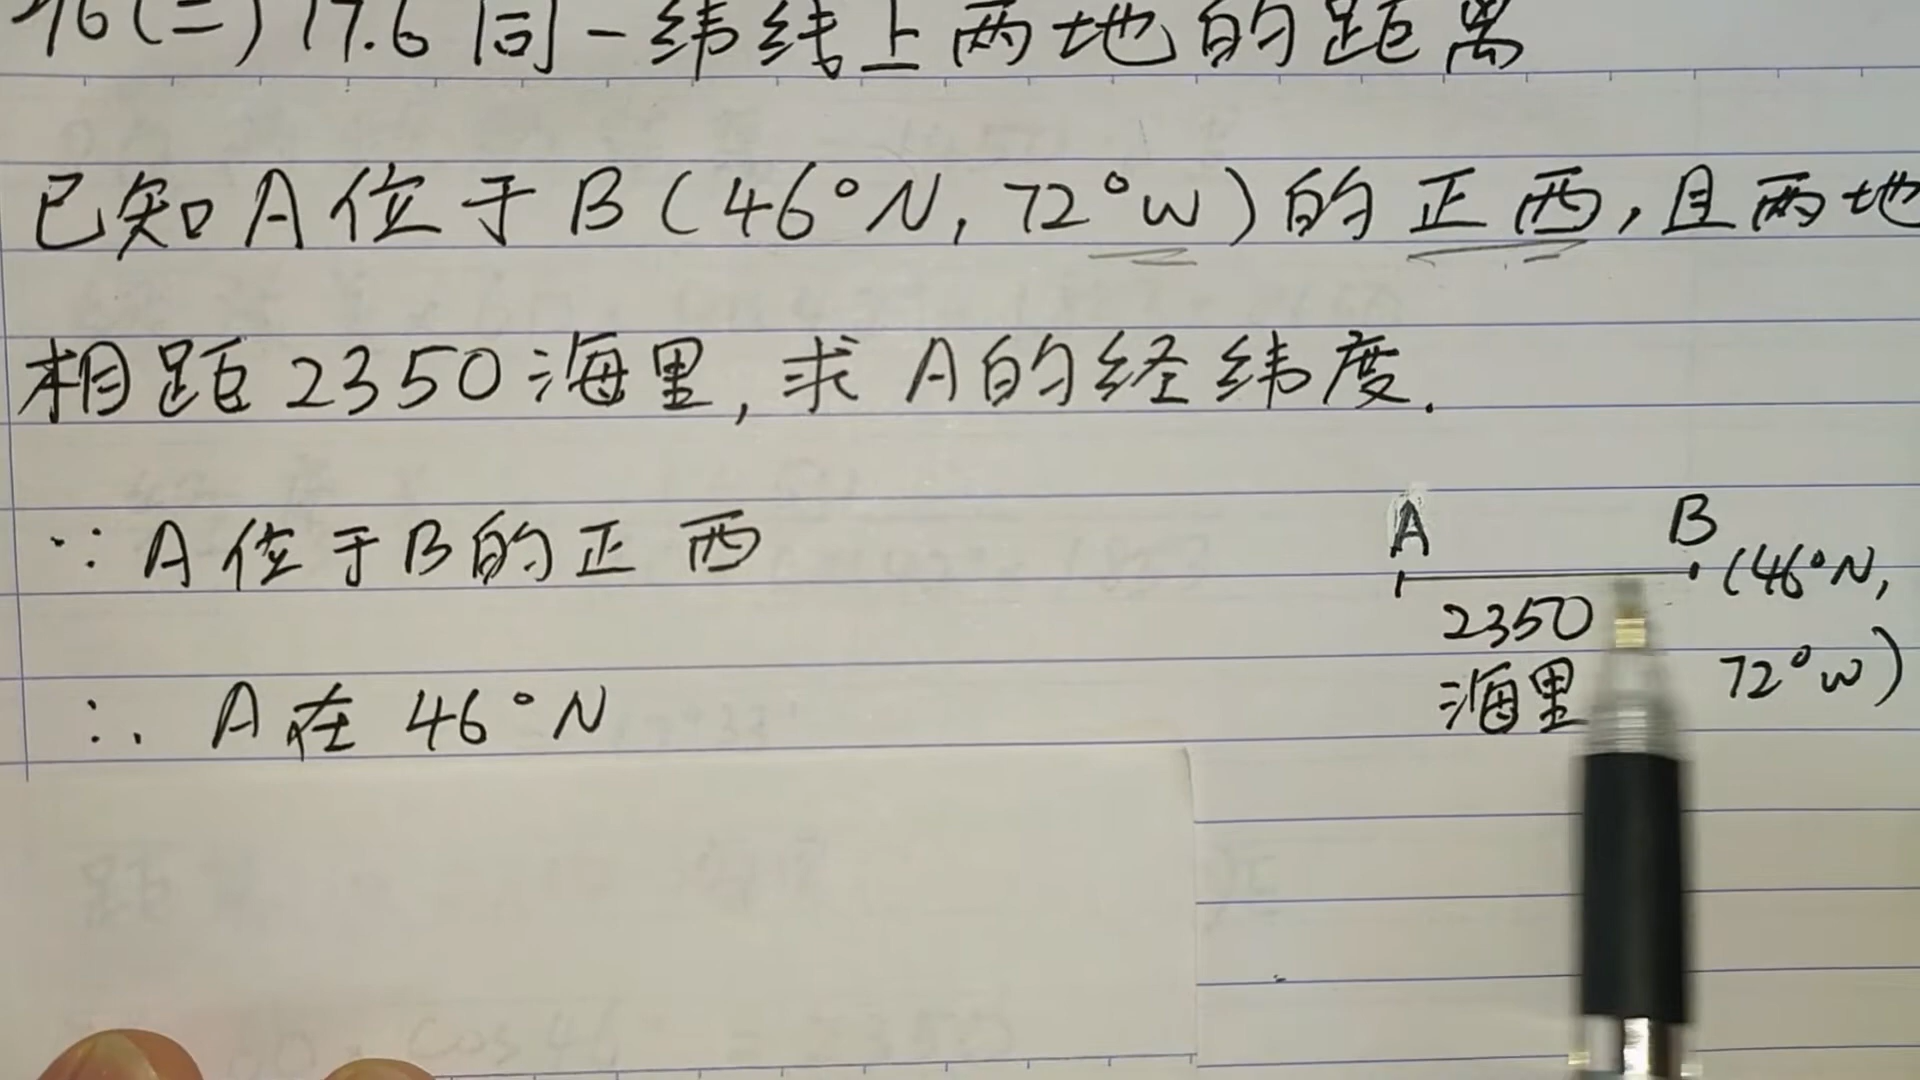 46(二)17.6同一纬线上两地的距离
已知A位于B(46°N,72°W)的正西,且两地
相距2350海里,求A的经纬度.
∵A位于B的正西
∴A在46°N
A B
(46°N,
2350
海里 72°W)